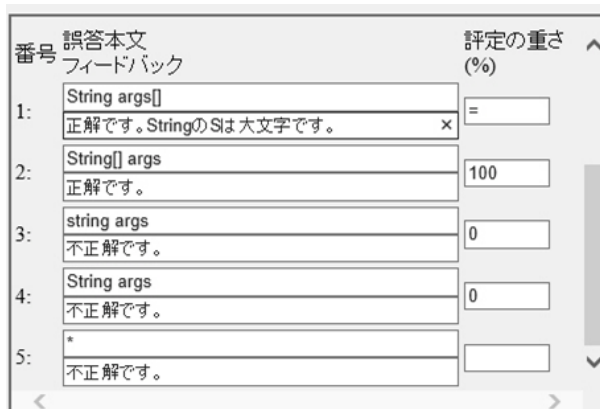 番号 誤答本文 評定の重さ
フィードバック (%)
1: String args[] =
正解です。StringのSは大文字です。 ×
2: String[] args 100
正解です。
3: string args 0
不正解です。
4: String args 0
不正解です。
5: *
不正解です。